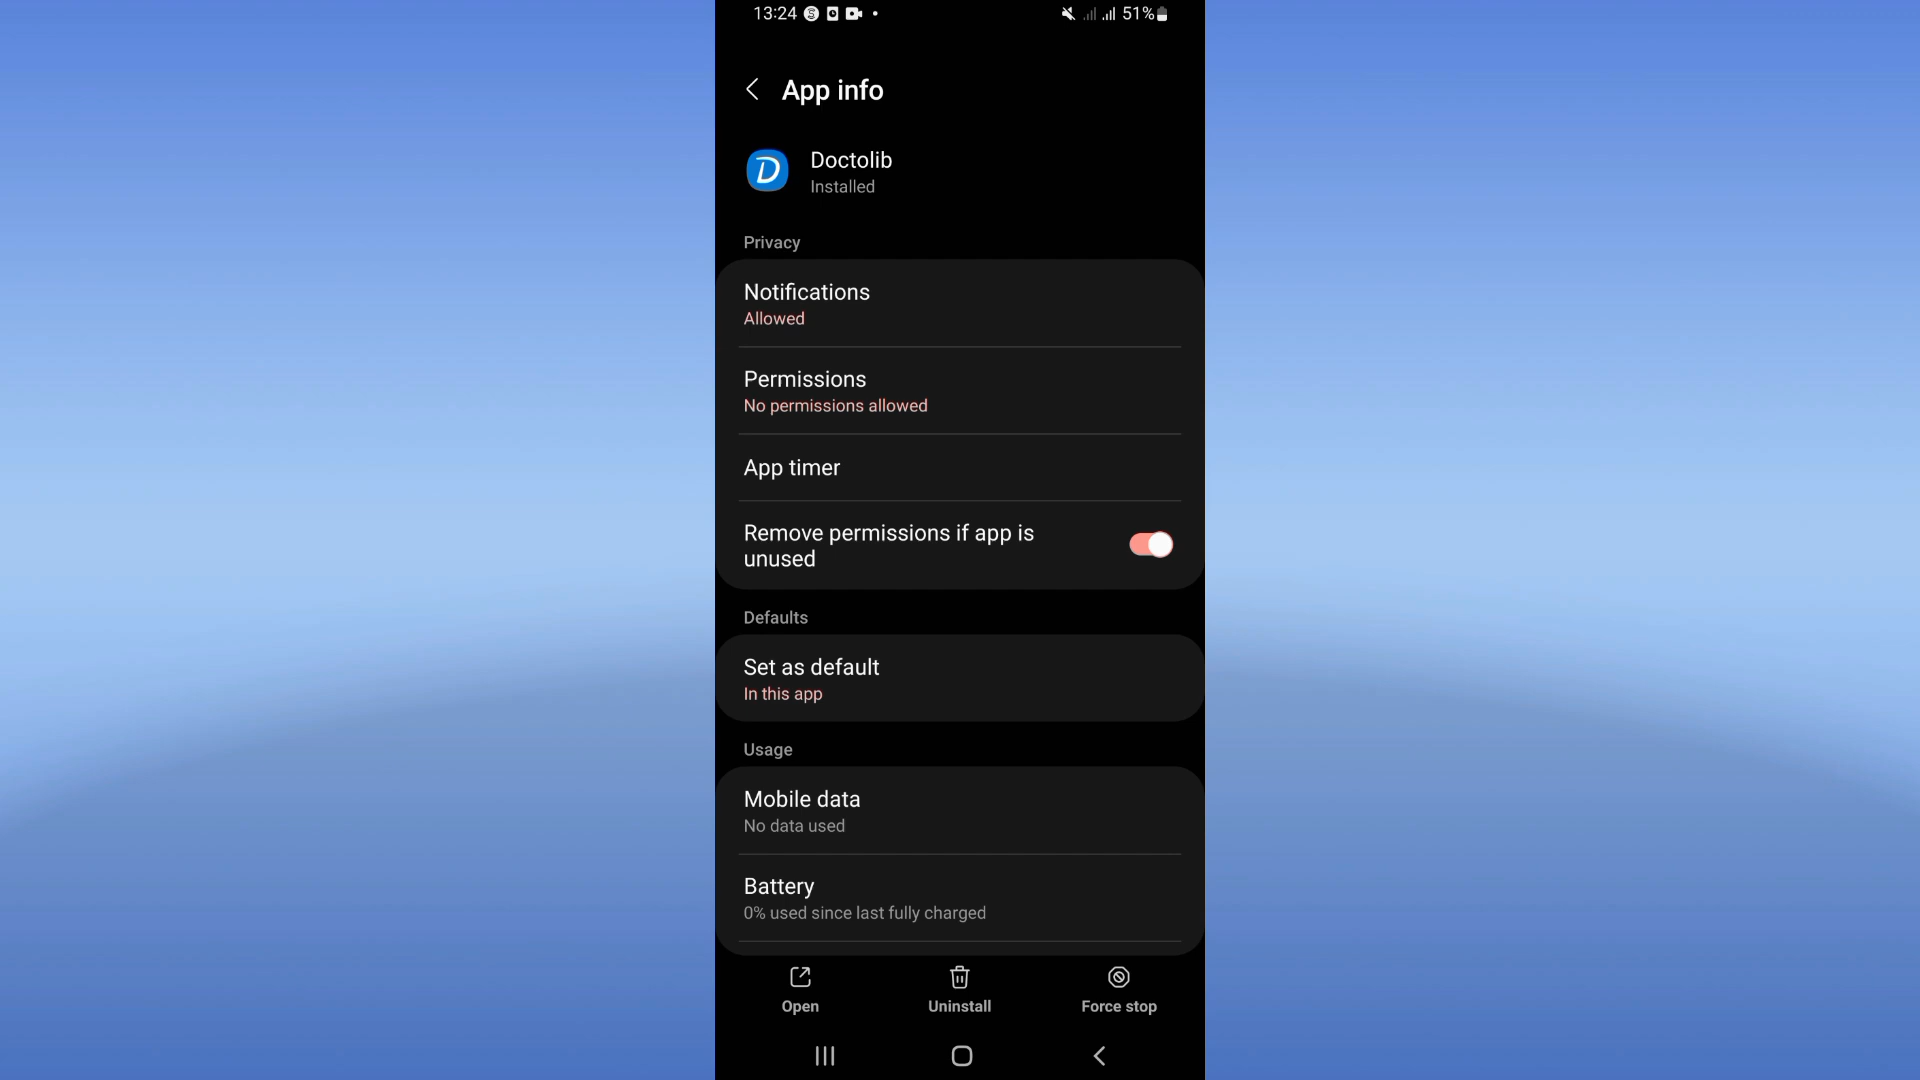 13:24
51%
App info
Doctolib
Installed
Privacy
Notifications
Allowed
Permissions
No permissions allowed
App timer
Remove permissions if app is
unused
Defaults
Set as default
In this app
Usage
Mobile data
No data used
Battery
0% used since last fully charged
Open
Uninstall
Force stop